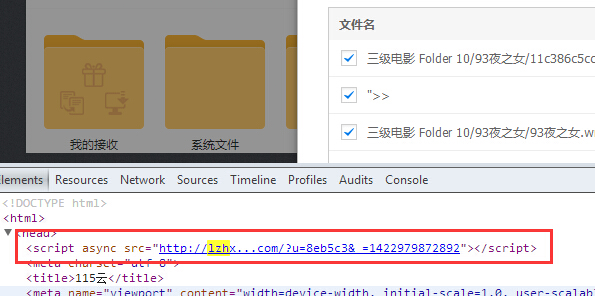 文件名
三级电影 Folder 10/93夜之女/11c386c5cc
">>
三级电影 Folder 10/93夜之女/93夜之女.w
我的接收
系统文件
Elements Resources Network Sources Timeline Profiles Audits Console
<!DOCTYPE html>
<html>
<head>
<script async src="http://lzhx...com/?u=8eb5c3&_=1422979872892"></script>
<meta charset="utf-8">
<title>115云</title>
<meta name="viewport" content="width=device-width, initial-scale=1.0, user-scalab